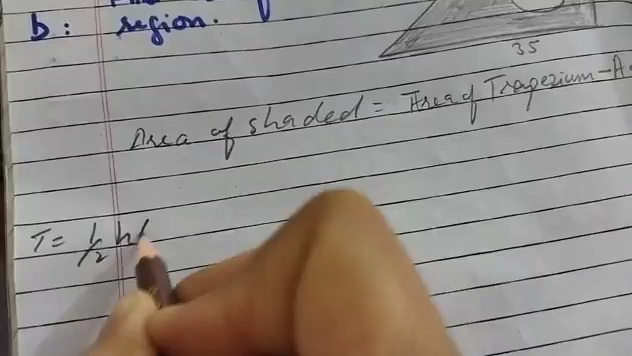 b: region.
35
Area of shaded = Area of Trapezium - A
T = 1/2 h(